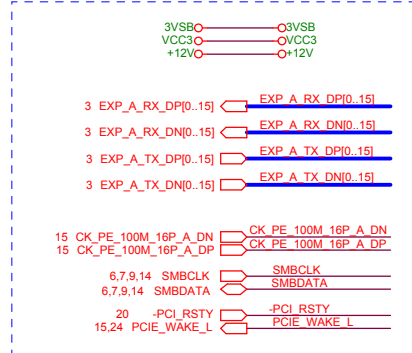 3VSB 3VSB
VCC3 VCC3
+12V +12V
3 EXP_A_RX_DP[0..15] EXP_A_RX_DP[0..15]
3 EXP_A_RX_DN[0..15] EXP_A_RX_DN[0..15]
3 EXP_A_TX_DP[0..15] EXP_A_TX_DP[0..15]
3 EXP_A_TX_DN[0..15] EXP_A_TX_DN[0..15]
15 CK_PE_100M_16P_A_DN CK_PE_100M_16P_A_DN
15 CK_PE_100M_16P_A_DP CK_PE_100M_16P_A_DP
6,7,9,14 SMBCLK SMBCLK
6,7,9,14 SMBDATA SMBDATA
20 -PCI_RSTY -PCI_RSTY
15,24 PCIE_WAKE_L PCIE_WAKE_L